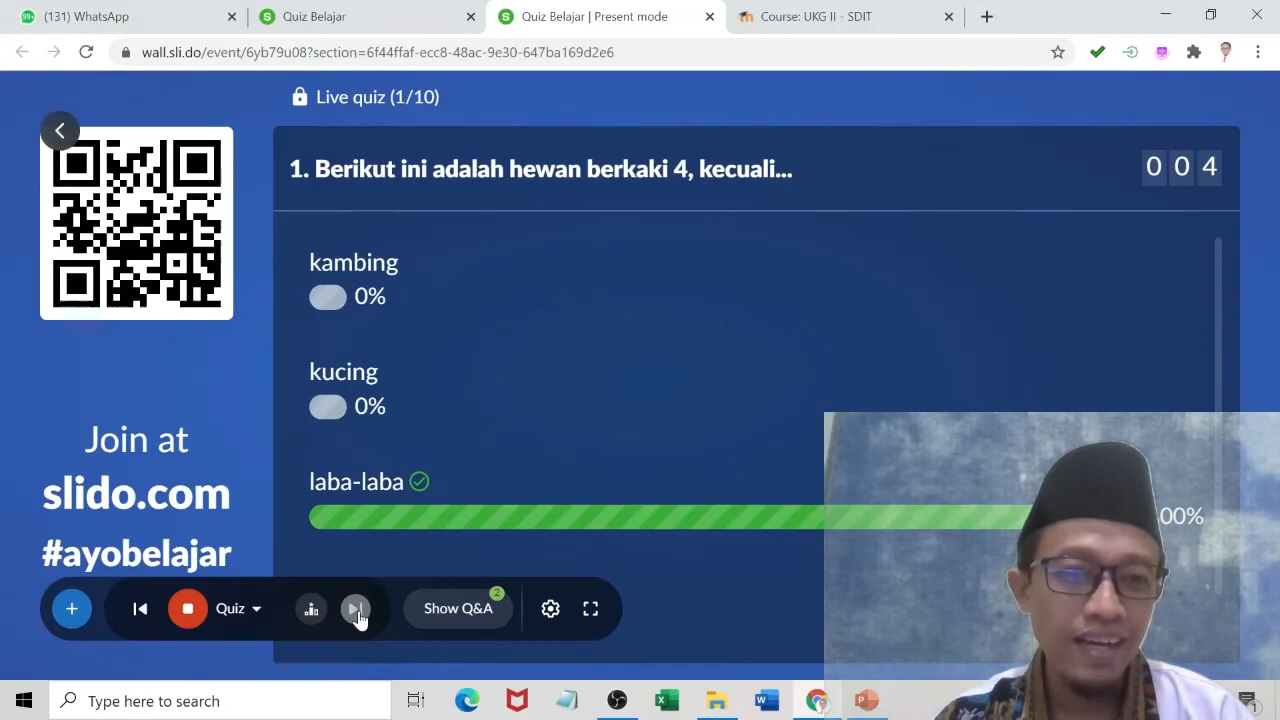 (131) WhatsApp
Quiz Belajar
Quiz Belajar | Present mode
Course: UKG II - SDIT
99+
wall.sli.do/event/6yb79u08?section=6f44ffaf-ecc8-48ac-9e30-647ba169d2e6
Live quiz (1/10)
1. Berikut ini adalah hewan berkaki 4, kecuali...
0 0 4
kambing
0%
kucing
0%
laba-laba
00%
Join at
slido.com
#ayobelajar
Quiz
Show Q&A
2
Type here to search